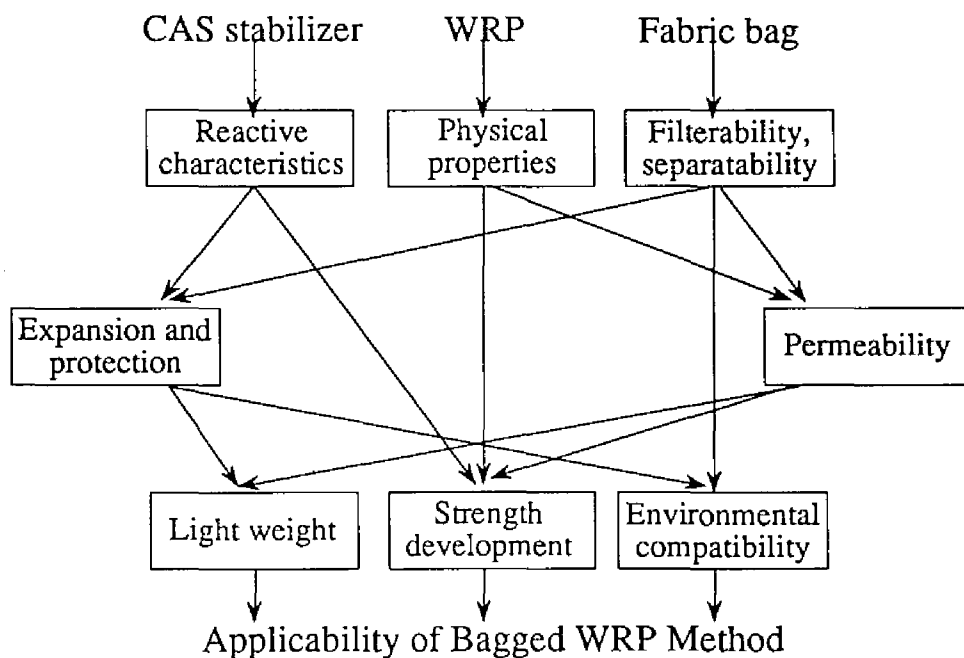 CAS stabilizer WRP Fabric bag
Reactive
characteristics
Physical
properties
Filterability,
separatability
Expansion and
protection
Permeability
Light weight
Strength
development
Environmental
compatibility
Applicability of Bagged WRP Method